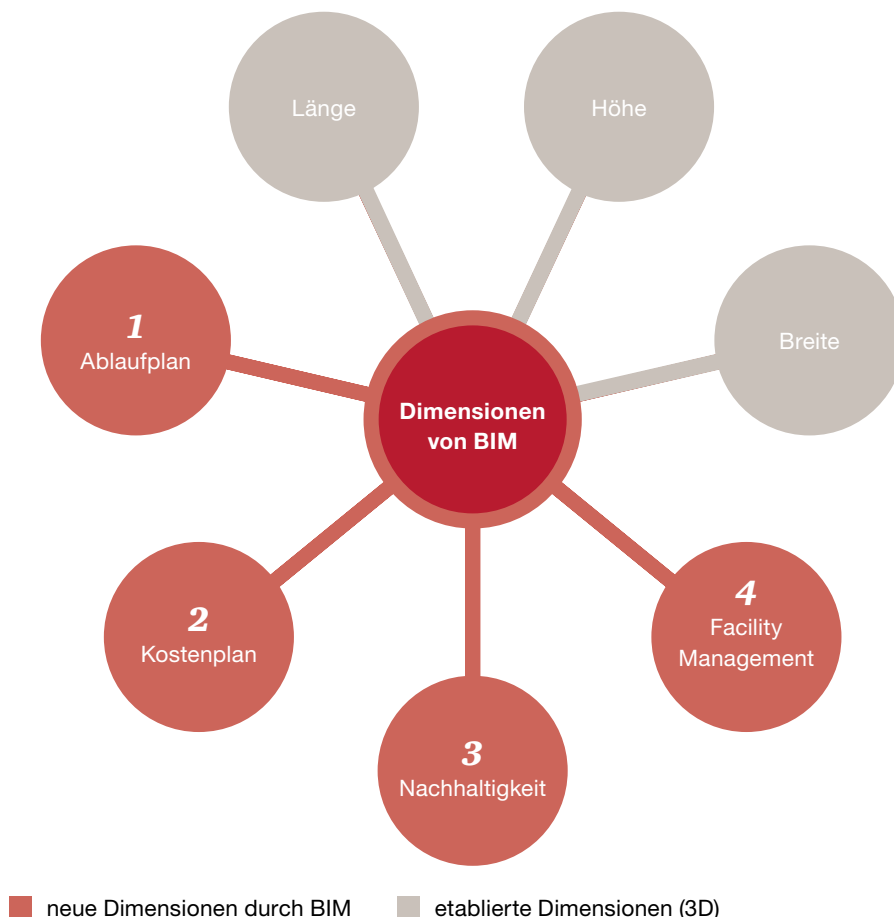 Länge
Höhe
1
Ablaufplan
Breite
Dimensionen
von BIM
2
Kostenplan
4
Facility
Management
3
Nachhaltigkeit
neue Dimensionen durch BIM
etablierte Dimensionen (3D)